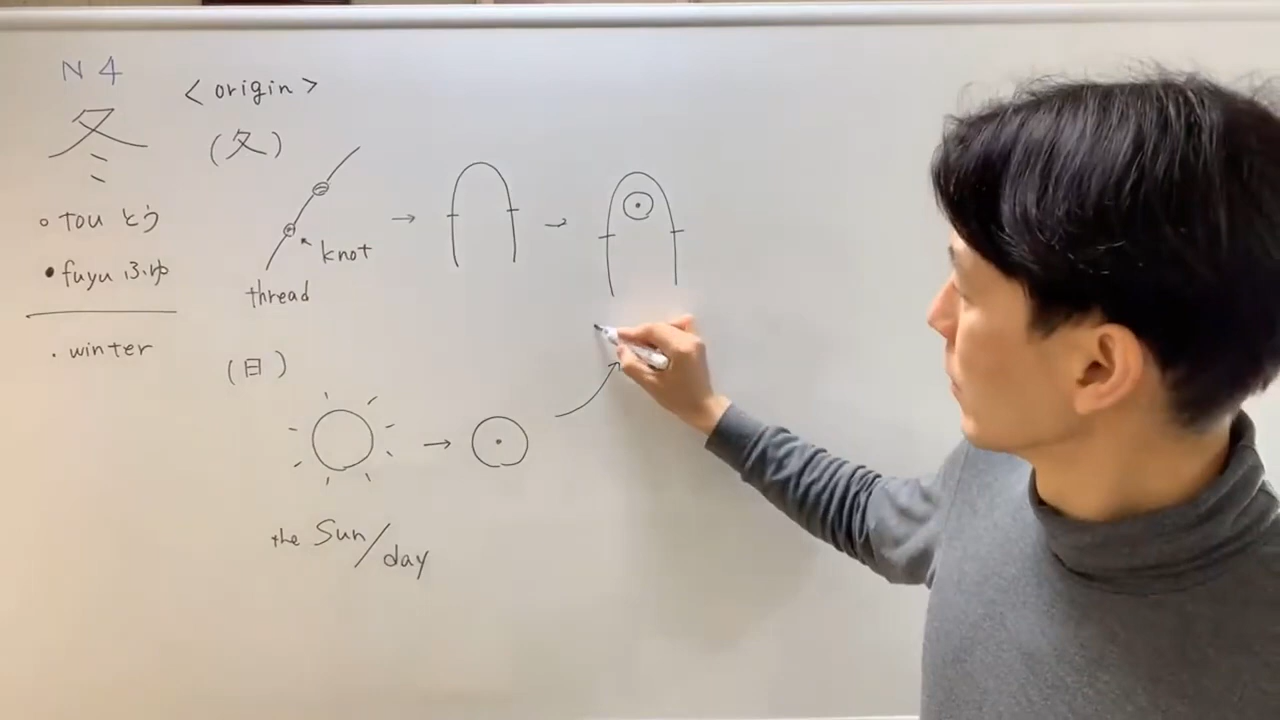 N4
冬
tou とう
fuyu ふゆ
winter
<origin>
(夂)
knot
thread
(日)
the Sun/day